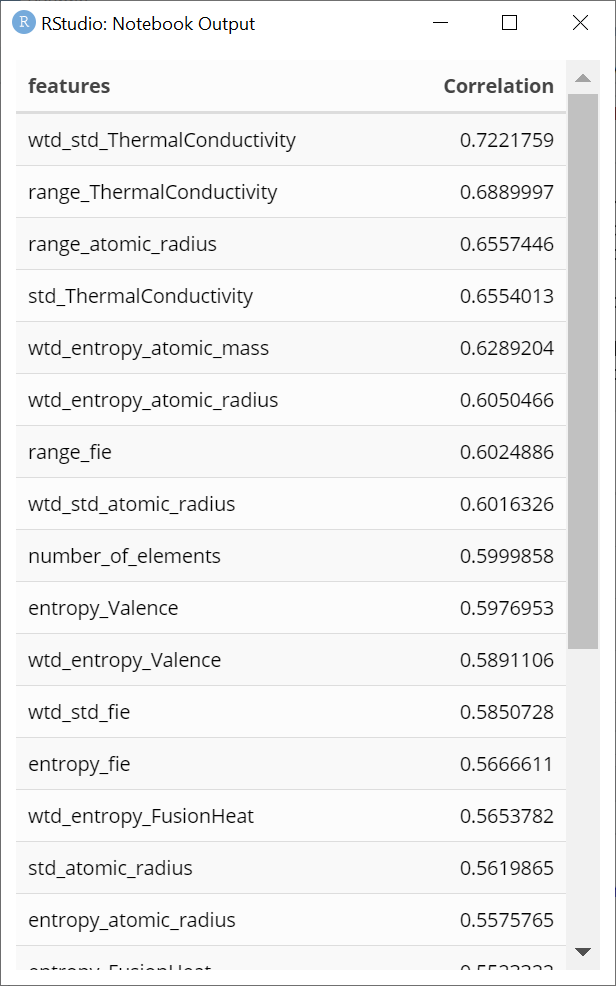 R RStudio: Notebook Output
features Correlation
wtd_std_ThermalConductivity 0.7221759
range_ThermalConductivity 0.6889997
range_atomic_radius 0.6557446
std_ThermalConductivity 0.6554013
wtd_entropy_atomic_mass 0.6289204
wtd_entropy_atomic_radius 0.6050466
range_fie 0.6024886
wtd_std_atomic_radius 0.6016326
number_of_elements 0.5999858
entropy_Valence 0.5976953
wtd_entropy_Valence 0.5891106
wtd_std_fie 0.5850728
entropy_fie 0.5666611
wtd_entropy_FusionHeat 0.5653782
std_atomic_radius 0.5619865
entropy_atomic_radius 0.5575765
entropy_FusionHeat